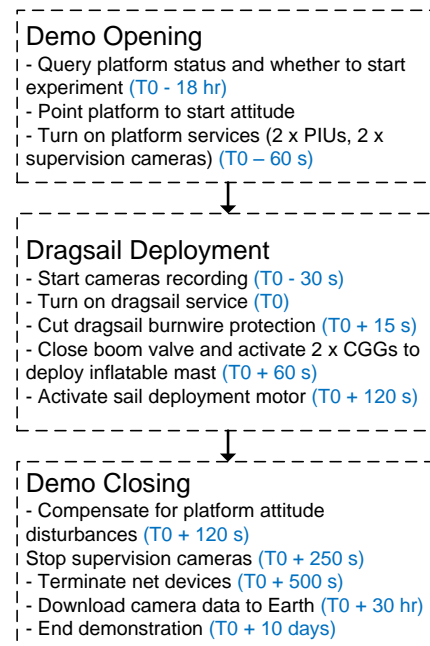 Demo Opening
- Query platform status and whether to start
experiment (T0 - 18 hr)
- Point platform to start attitude
- Turn on platform services (2 x PIUs, 2 x
supervision cameras) (T0 – 60 s)
Dragsail Deployment
- Start cameras recording (T0 - 30 s)
- Turn on dragsail service (T0)
- Cut dragsail burnwire protection (T0 + 15 s)
- Close boom valve and activate 2 x CGGs to
deploy inflatable mast (T0 + 60 s)
- Activate sail deployment motor (T0 + 120 s)
Demo Closing
- Compensate for platform attitude
disturbances (T0 + 120 s)
Stop supervision cameras (T0 + 250 s)
- Terminate net devices (T0 + 500 s)
- Download camera data to Earth (T0 + 30 hr)
- End demonstration (T0 + 10 days)